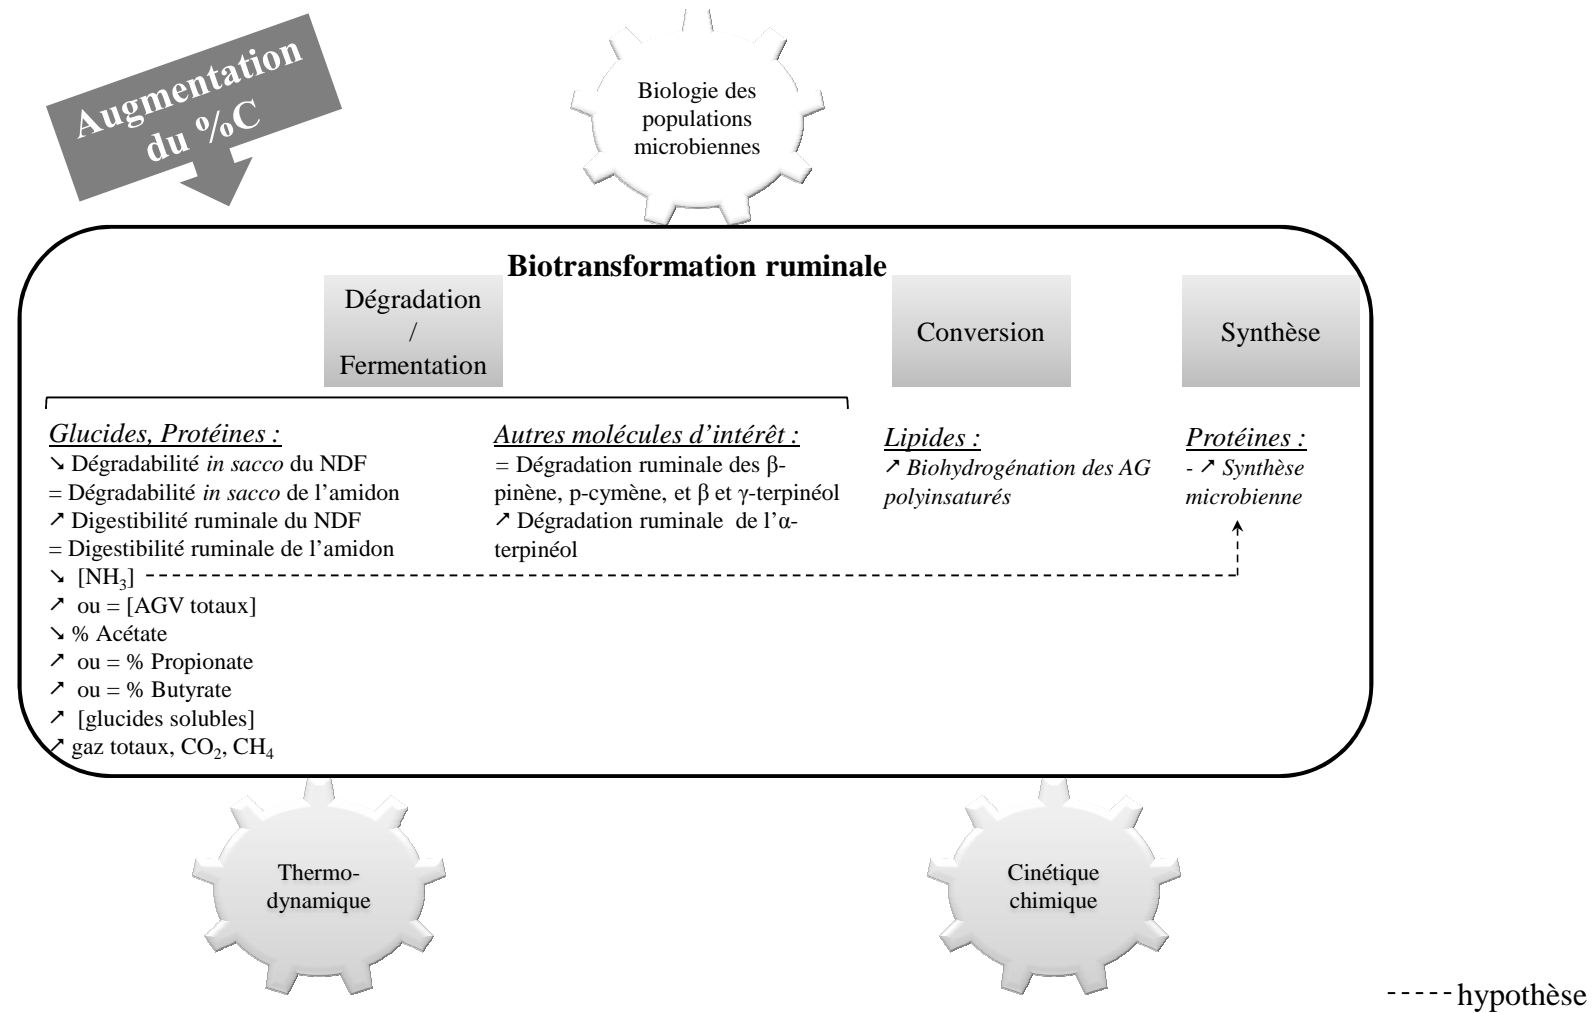 Augmentation
du %C
Biologie des
populations
microbiennes
Biotransformation ruminale
Dégradation
/
Fermentation
Conversion
Synthèse
Glucides, Protéines :
↘ Dégradabilité in sacco du NDF
= Dégradabilité in sacco de l’amidon
↗ Digestibilité ruminale du NDF
= Digestibilité ruminale de l’amidon
↘ [NH₃]
↗ ou = [AGV totaux]
↘ % Acétate
↗ ou = % Propionate
↗ ou = % Butyrate
↗ [glucides solubles]
↗ gaz totaux, CO₂, CH₄
Autres molécules d’intérêt :
= Dégradation ruminale des β-
pinène, p-cymène, et β et γ-terpinéol
↗ Dégradation ruminale de l’α-
terpinéol
Lipides :
↗ Biohydrogénation des AG
polyinsaturés
Protéines :
- ↗ Synthèse
microbienne
Thermo-
dynamique
Cinétique
chimique
hypothèse